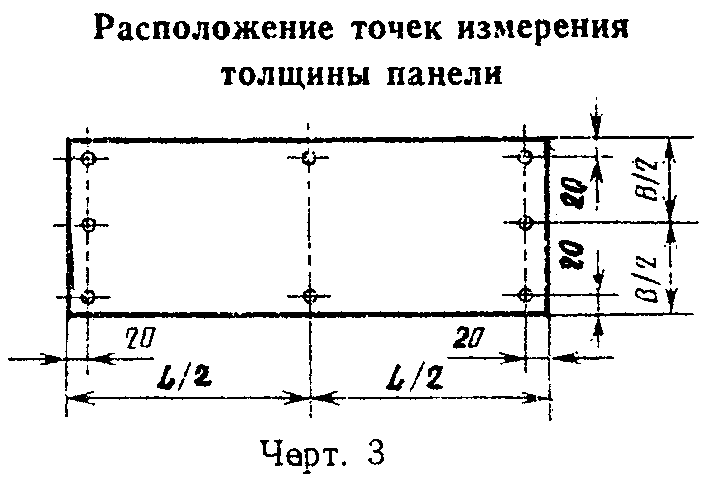 Расположение точек измерения
толщины панели
20
B/2
20
B/2
20
20
L/2
L/2
Черт. 3